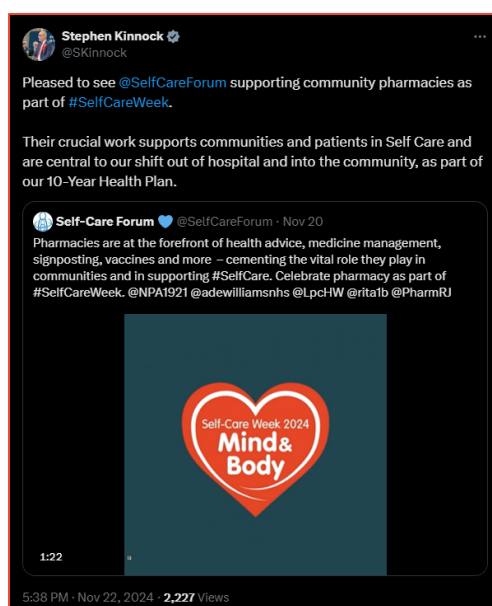 Stephen Kinnock
@SKinnock
Pleased to see @SelfCareForum supporting community pharmacies as
part of #SelfCareWeek.
Their crucial work supports communities and patients in Self Care and
are central to our shift out of hospital and into the community, as part of
our 10-Year Health Plan.
Self-Care Forum 💙 @SelfCareForum · Nov 20
Pharmacies are at the forefront of health advice, medicine management,
signposting, vaccines and more – cementing the vital role they play in
communities and in supporting #SelfCare. Celebrate pharmacy as part of
#SelfCareWeek. @NPA1921 @adewilliamsnhs @LpcHW @rita1b @PharmRJ
Self-Care Week 2024
Mind &
Body
1:22
5:38 PM · Nov 22, 2024 · 2,227 Views